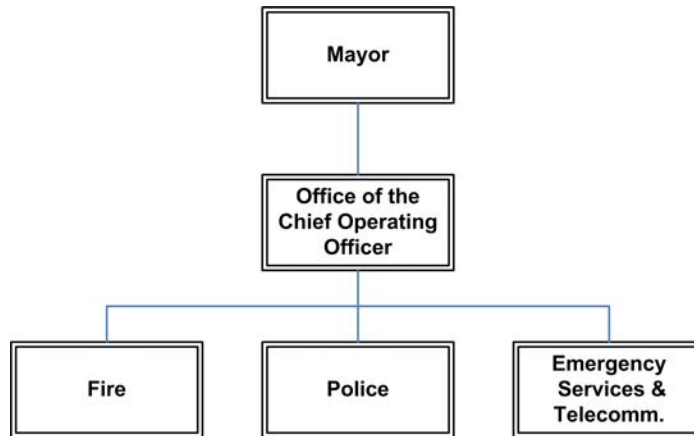 Mayor
Office of the
Chief Operating
Officer
Fire
Police
Emergency
Services &
Telecomm.